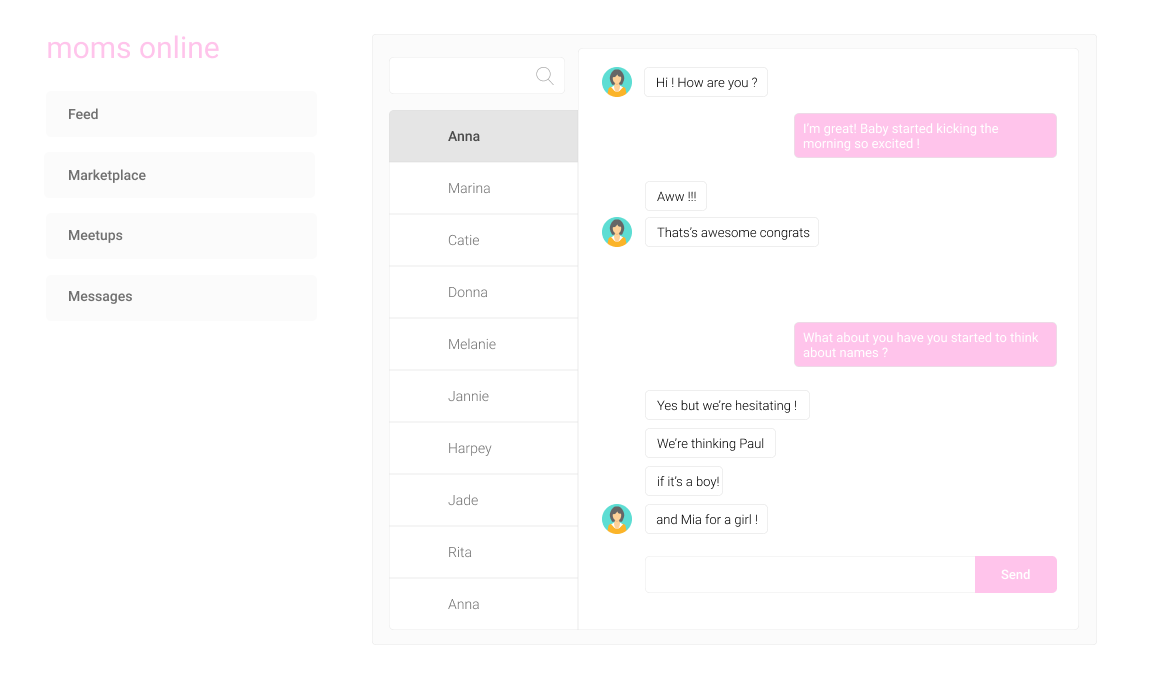 moms online
Feed
Marketplace
Meetups
Messages
Anna
Marina
Catie
Donna
Melanie
Jannie
Harpey
Jade
Rita
Anna
Hi ! How are you ?
I'm great! Baby started kicking the
morning so excited !
Aww !!!
Thats's awesome congrats
What about you have you started to think
about names ?
Yes but we're hesitating !
We're thinking Paul
if it's a boy!
and Mia for a girl !
Send